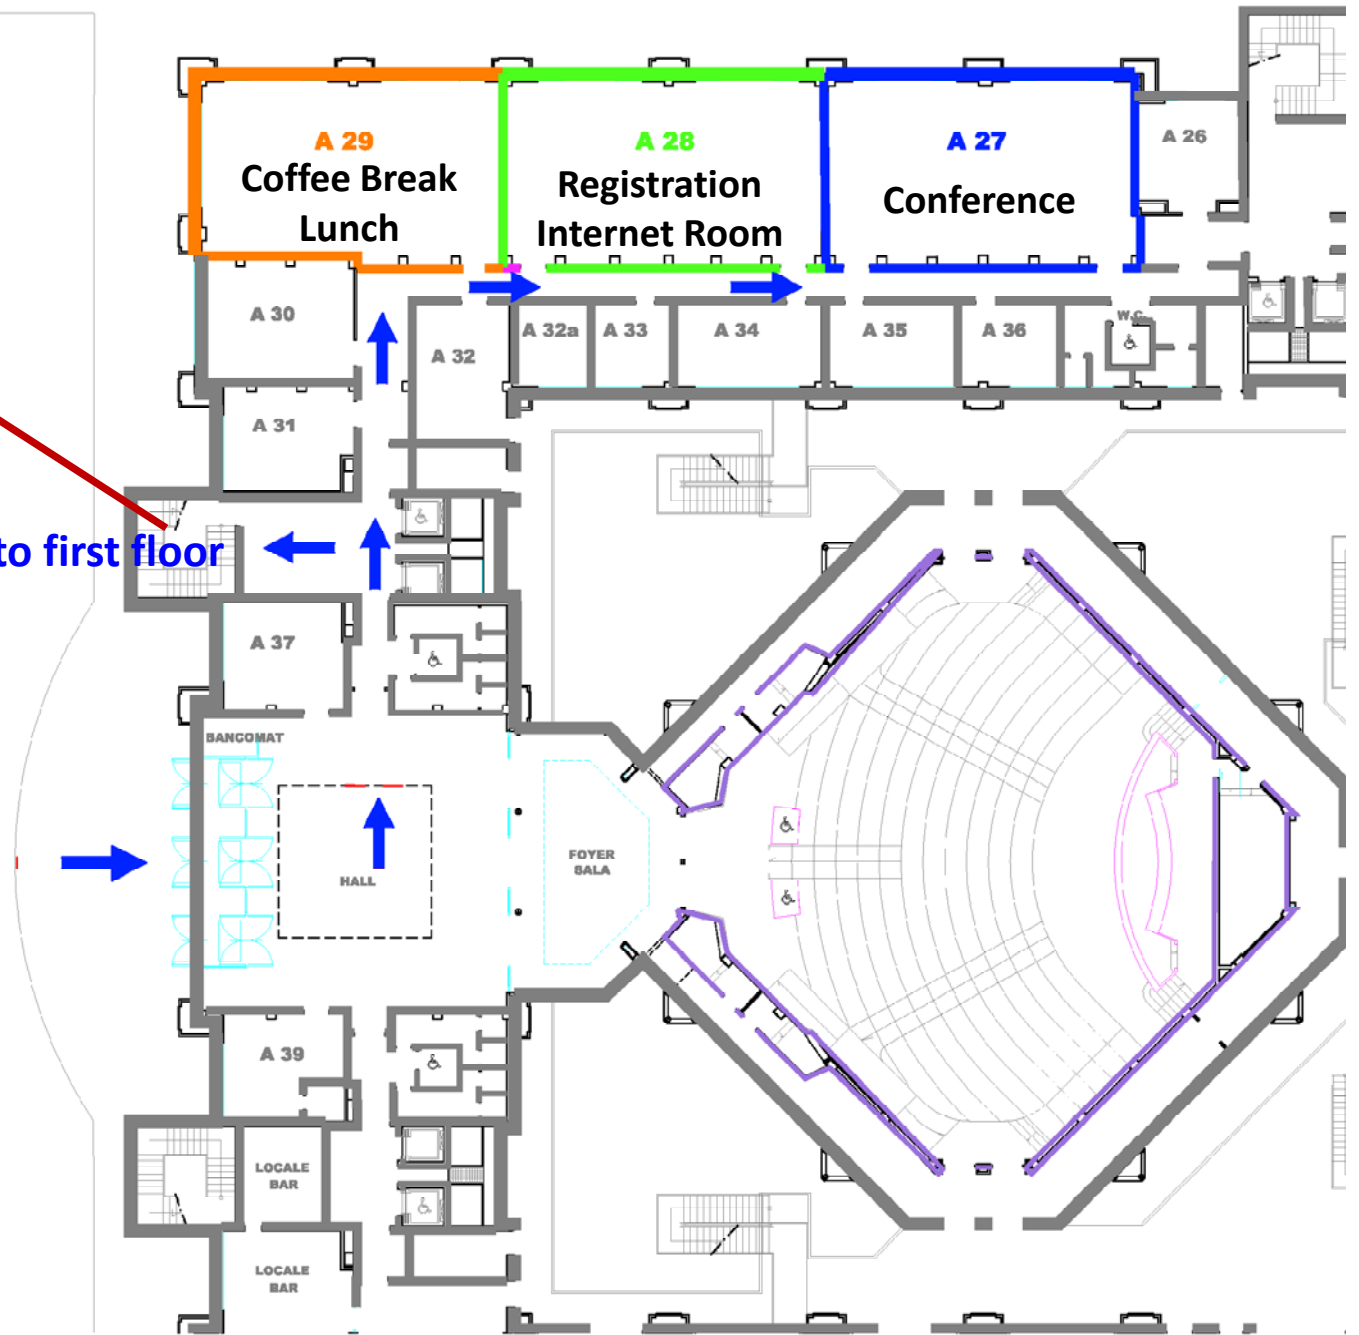 A 29
Coffee Break
Lunch
A 28
Registration
Internet Room
A 27
Conference
A 26
A 30
A 32
A 32a
A 33
A 34
A 35
A 36
W.C.
A 31
to first floor
A 37
BANCOMAT
HALL
FOYER
SALA
A 39
LOCALE
BAR
LOCALE
BAR